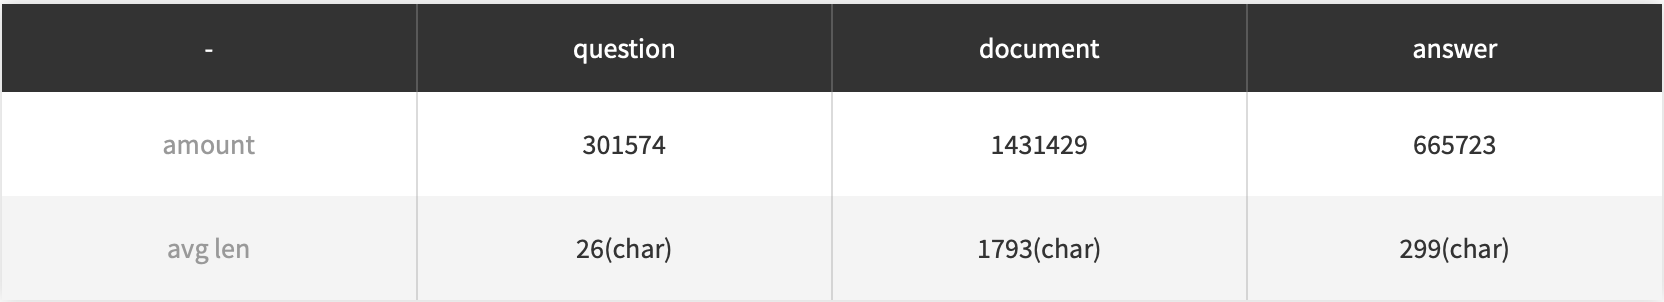 - question document answer
amount 301574 1431429 665723
avg len 26(char) 1793(char) 299(char)